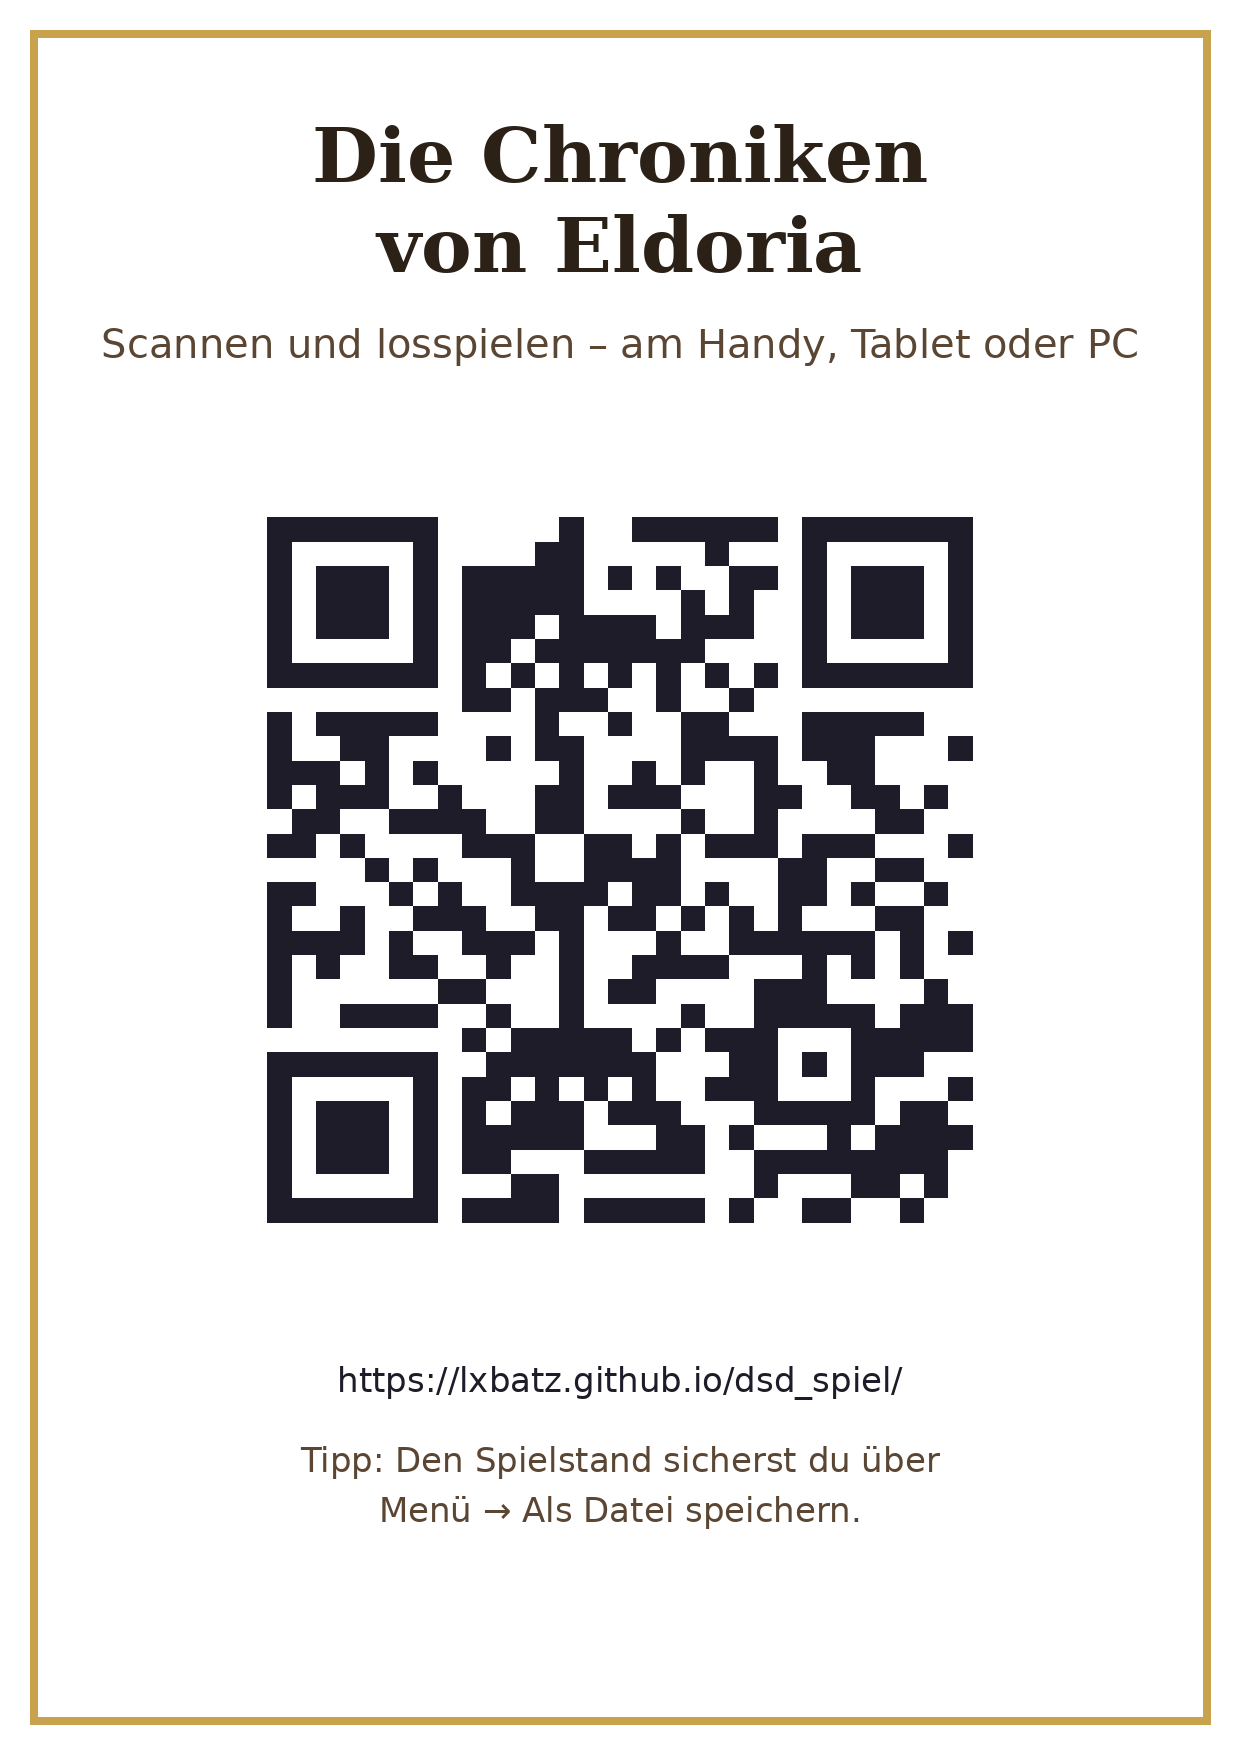 Die Chroniken
von Eldoria
Scannen und losspielen – am Handy, Tablet oder PC
https://lxbatz.github.io/dsd_spiel/
Tipp: Den Spielstand sicherst du über
Menü → Als Datei speichern.